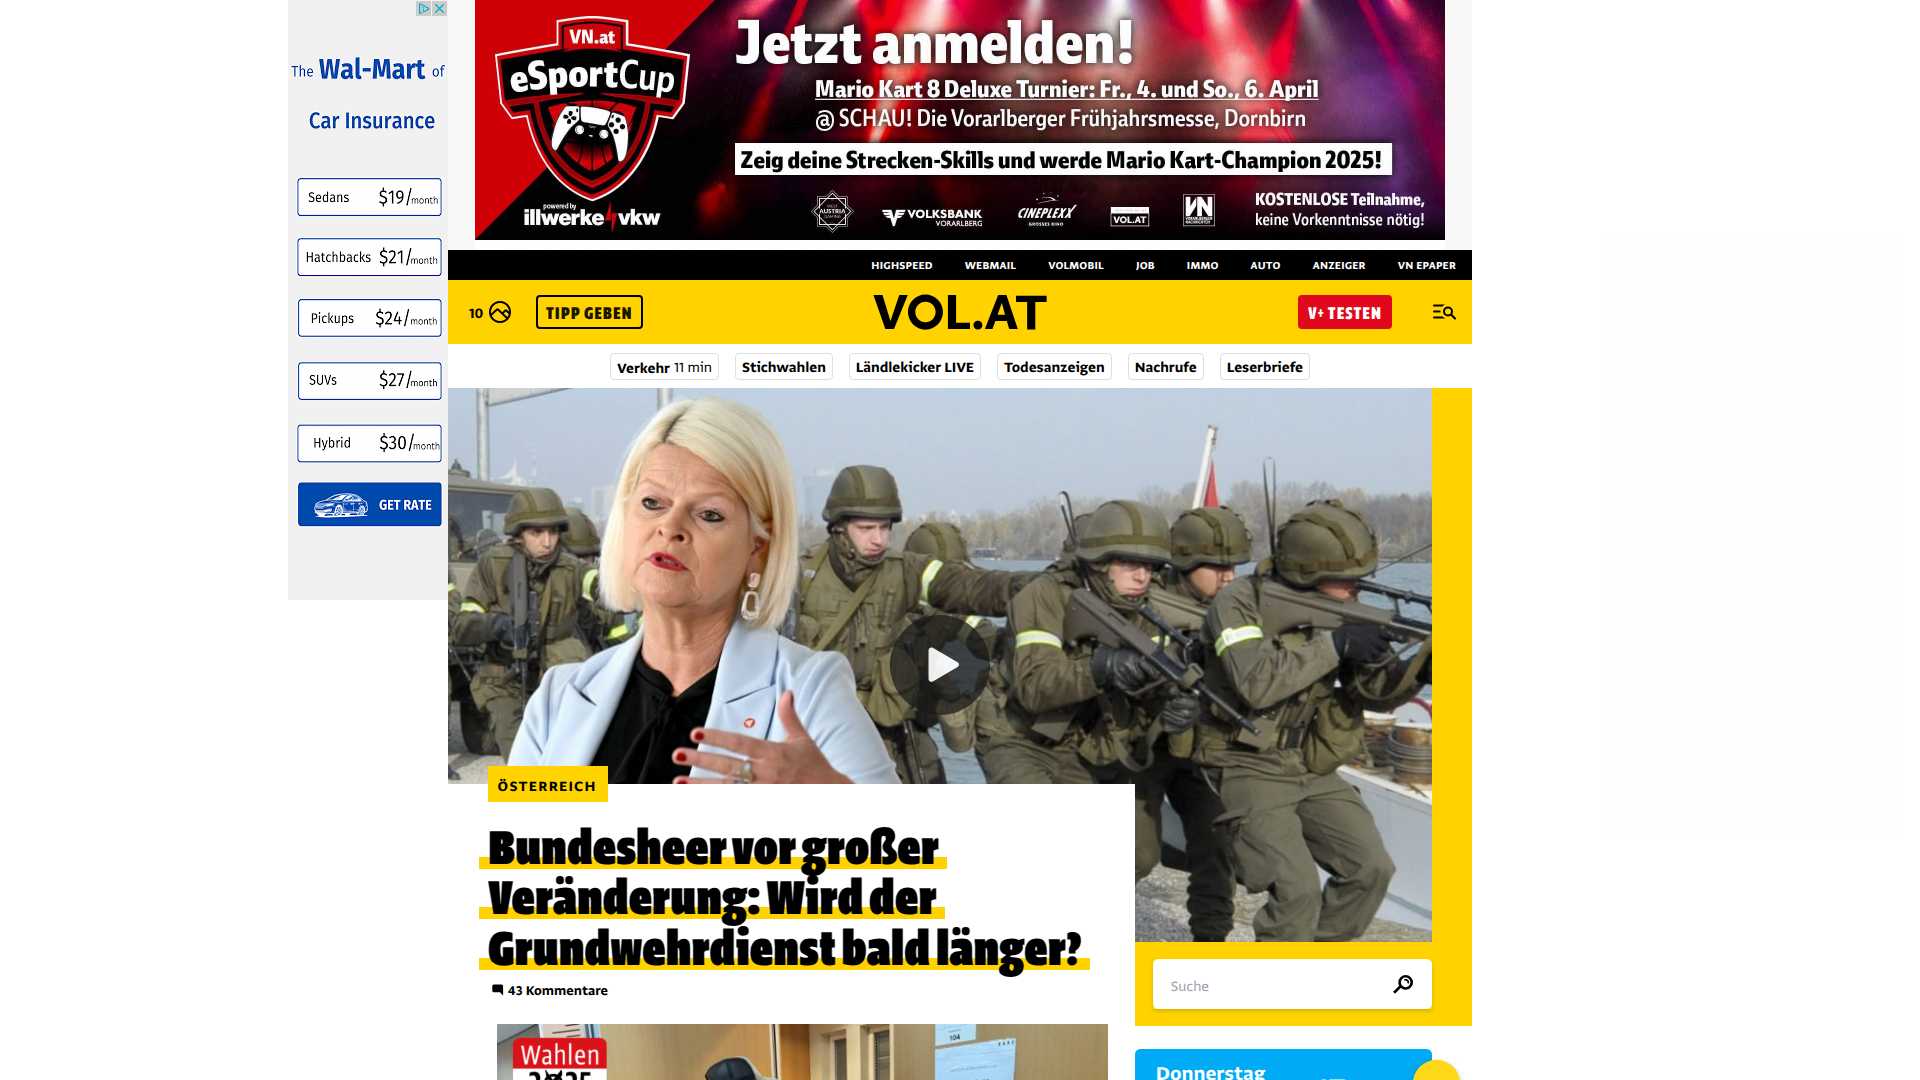 The Wal-Mart of
Car Insurance
Sedans $19/month
Hatchbacks $21/month
Pickups $24/month
SUVs $27/month
Hybrid $30/month
GET RATE
VN.at
eSportCup
powered by
illwerke vkw
Jetzt anmelden!
Mario Kart 8 Deluxe Turnier: Fr., 4. und So., 6. April
@ SCHAU! Die Vorarlberger Frühjahrsmesse, Dornbirn
Zeig deine Strecken-Skills und werde Mario Kart-Champion 2025!
AUSTRIA
VOLKSBANK
VORARLBERG
CINEPLEXX
VOL.AT
VN
KOSTENLOSE Teilnahme,
keine Vorkenntnisse nötig!
HIGHSPEED WEBMAIL VOLMOBIL JOB IMMO AUTO ANZEIGER VN EPAPER
10 TIPP GEBEN VOL.AT V+ TESTEN
Verkehr 11 min Stichwahlen Ländlekicker LIVE Todesanzeigen Nachrufe Leserbriefe
ÖSTERREICH
Bundesheer vor großer
Veränderung: Wird der
Grundwehrdienst bald länger?
43 Kommentare
Suche
Wahlen
104
Donnerstag